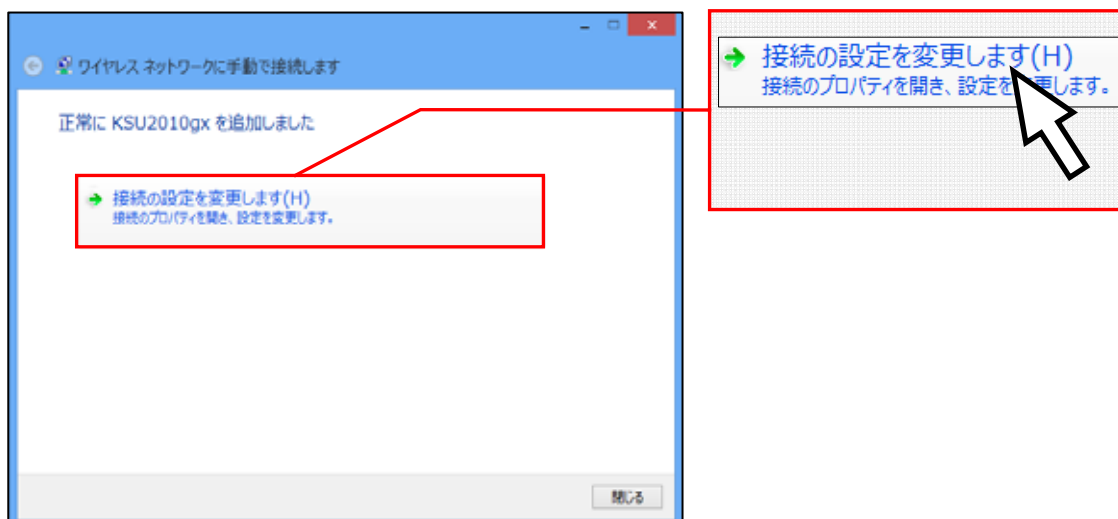 ワイヤレス ネットワークに手動で接続します
正常に KSU2010gx を追加しました
接続の設定を変更します(H)
接続のプロパティを開き、設定を変更します。
閉じる
接続の設定を変更します(H)
接続のプロパティを開き、設定を変更します。